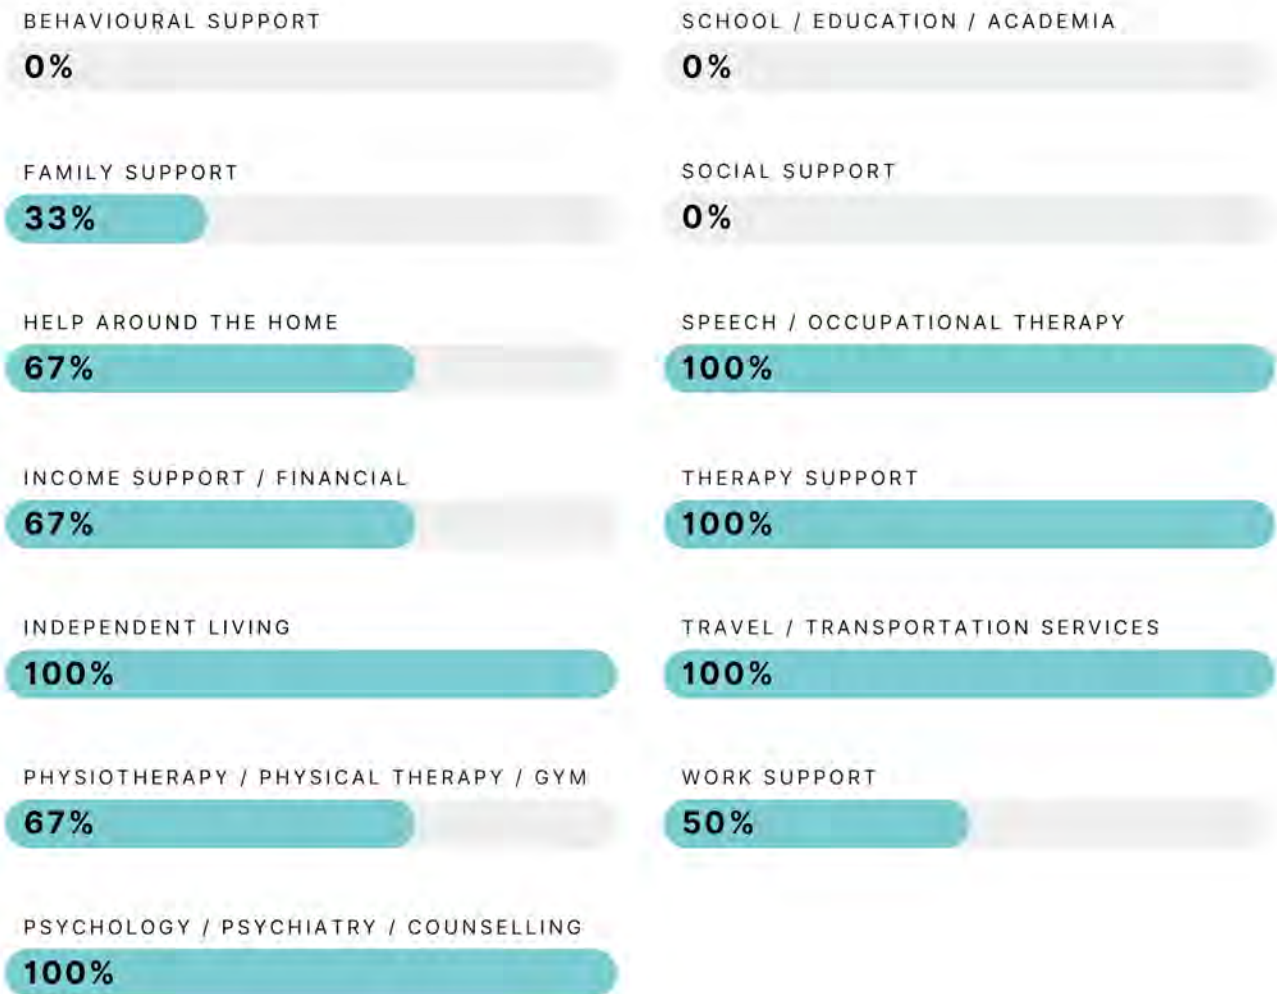 BEHAVIOURAL SUPPORT
0%
FAMILY SUPPORT
33%
HELP AROUND THE HOME
67%
INCOME SUPPORT / FINANCIAL
67%
INDEPENDENT LIVING
100%
PHYSIOTHERAPY / PHYSICAL THERAPY / GYM
67%
PSYCHOLOGY / PSYCHIATRY / COUNSELLING
100%
SCHOOL / EDUCATION / ACADEMIA
0%
SOCIAL SUPPORT
0%
SPEECH / OCCUPATIONAL THERAPY
100%
THERAPY SUPPORT
100%
TRAVEL / TRANSPORTATION SERVICES
100%
WORK SUPPORT
50%